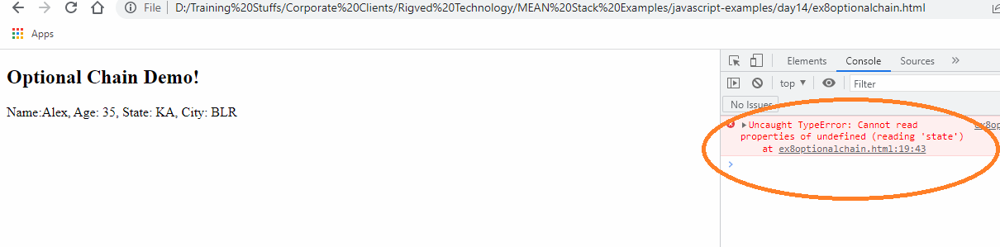 File D:/Training%20Stuffs/Corporate%20Clients/Rigved%20Technology/MEAN%20Stack%20Examples/javascript-examples/day14/ex8optionalchain.html
Apps
Optional Chain Demo!
Name:Alex, Age: 35, State: KA, City: BLR
Elements Console Sources
top Filter
No Issues
Uncaught TypeError: Cannot read ex8op
properties of undefined (reading 'state')
at ex8optionalchain.html:19:43